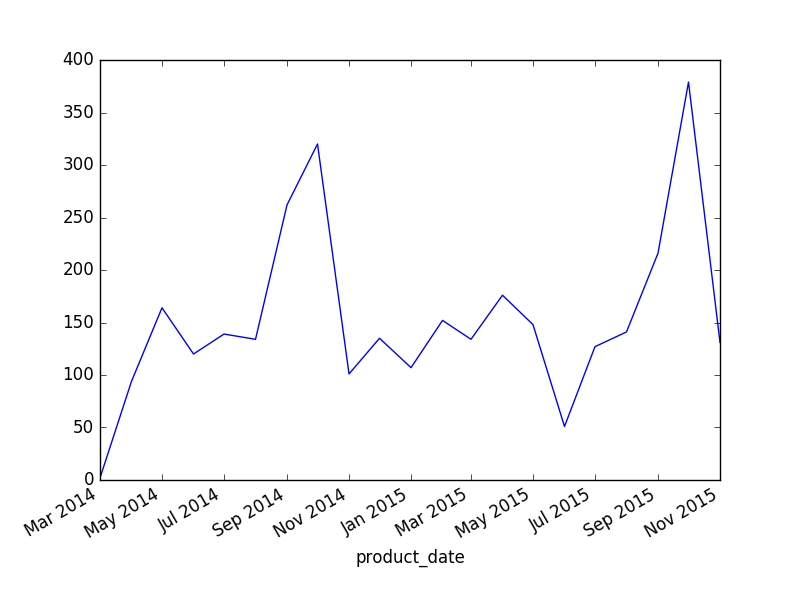 400
350
300
250
200
150
100
50
0
Mar 2014
May 2014
Jul 2014
Sep 2014
Nov 2014
Jan 2015
Mar 2015
May 2015
Jul 2015
Sep 2015
Nov 2015
product_date